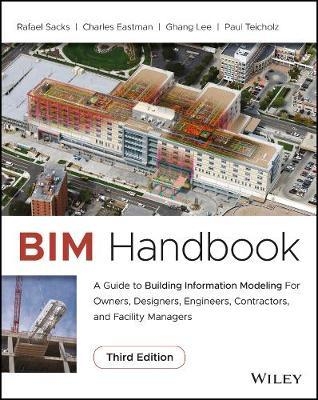 Rafael Sacks | Charles Eastman | Ghang Lee | Paul Teicholz
BIM Handbook
A Guide to Building Information Modeling For
Owners, Designers, Engineers, Contractors,
and Facility Managers
Third Edition
WILEY